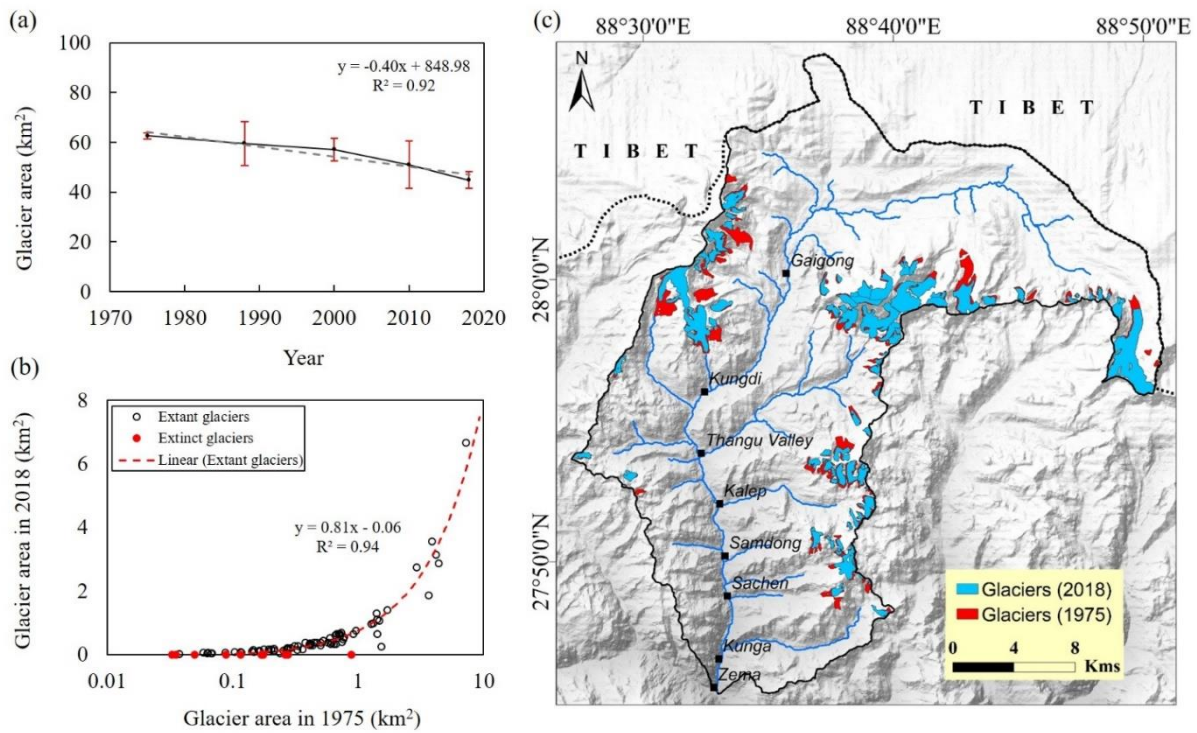 (a)
100
80
60
40
20
0
Glacier area (km²)
y = -0.40x + 848.98
R² = 0.92
1970 1980 1990 2000 2010 2020
Year
(b)
8
6
4
2
0
Glacier area in 2018 (km²)
Extant glaciers
Extinct glaciers
Linear (Extant glaciers)
y = 0.81x - 0.06
R² = 0.94
0.01 0.1 1 10
Glacier area in 1975 (km²)
(c)
88°30'0"E 88°40'0"E 88°50'0"E
28°0'0"N
27°50'0"N
N
TIBET
TIBET
Gaigong
Kungdi
Thangu Valley
Kalep
Samdong
Sachen
Kunga
Zema
Glaciers (2018)
Glaciers (1975)
0 4 8
Kms